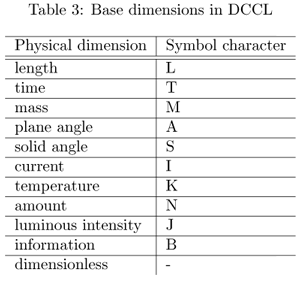 Table 3: Base dimensions in DCCL
Physical dimension Symbol character
length L
time T
mass M
plane angle A
solid angle S
current I
temperature K
amount N
luminous intensity J
information B
dimensionless -